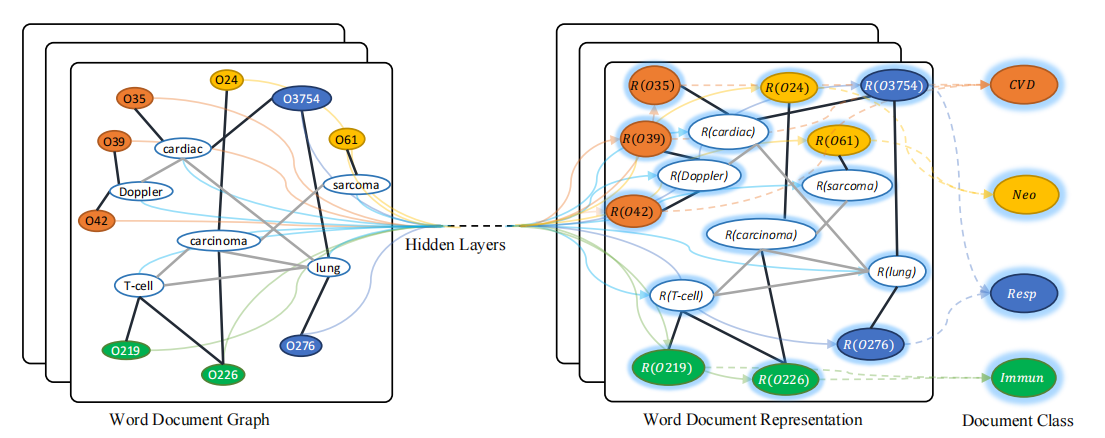 O24
O35
O3754
O39
O61
cardiac
Doppler
sarcoma
O42
carcinoma
lung
T-cell
O219
O276
O226
Word Document Graph
Hidden Layers
R(O35)
R(O24)
R(O3754)
R(O39)
R(cardiac)
R(O61)
R(Doppler)
R(sarcoma)
R(O42)
R(carcinoma)
R(lung)
R(T-cell)
R(O276)
R(O219)
R(O226)
Word Document Representation
CVD
Neo
Resp
Immun
Document Class